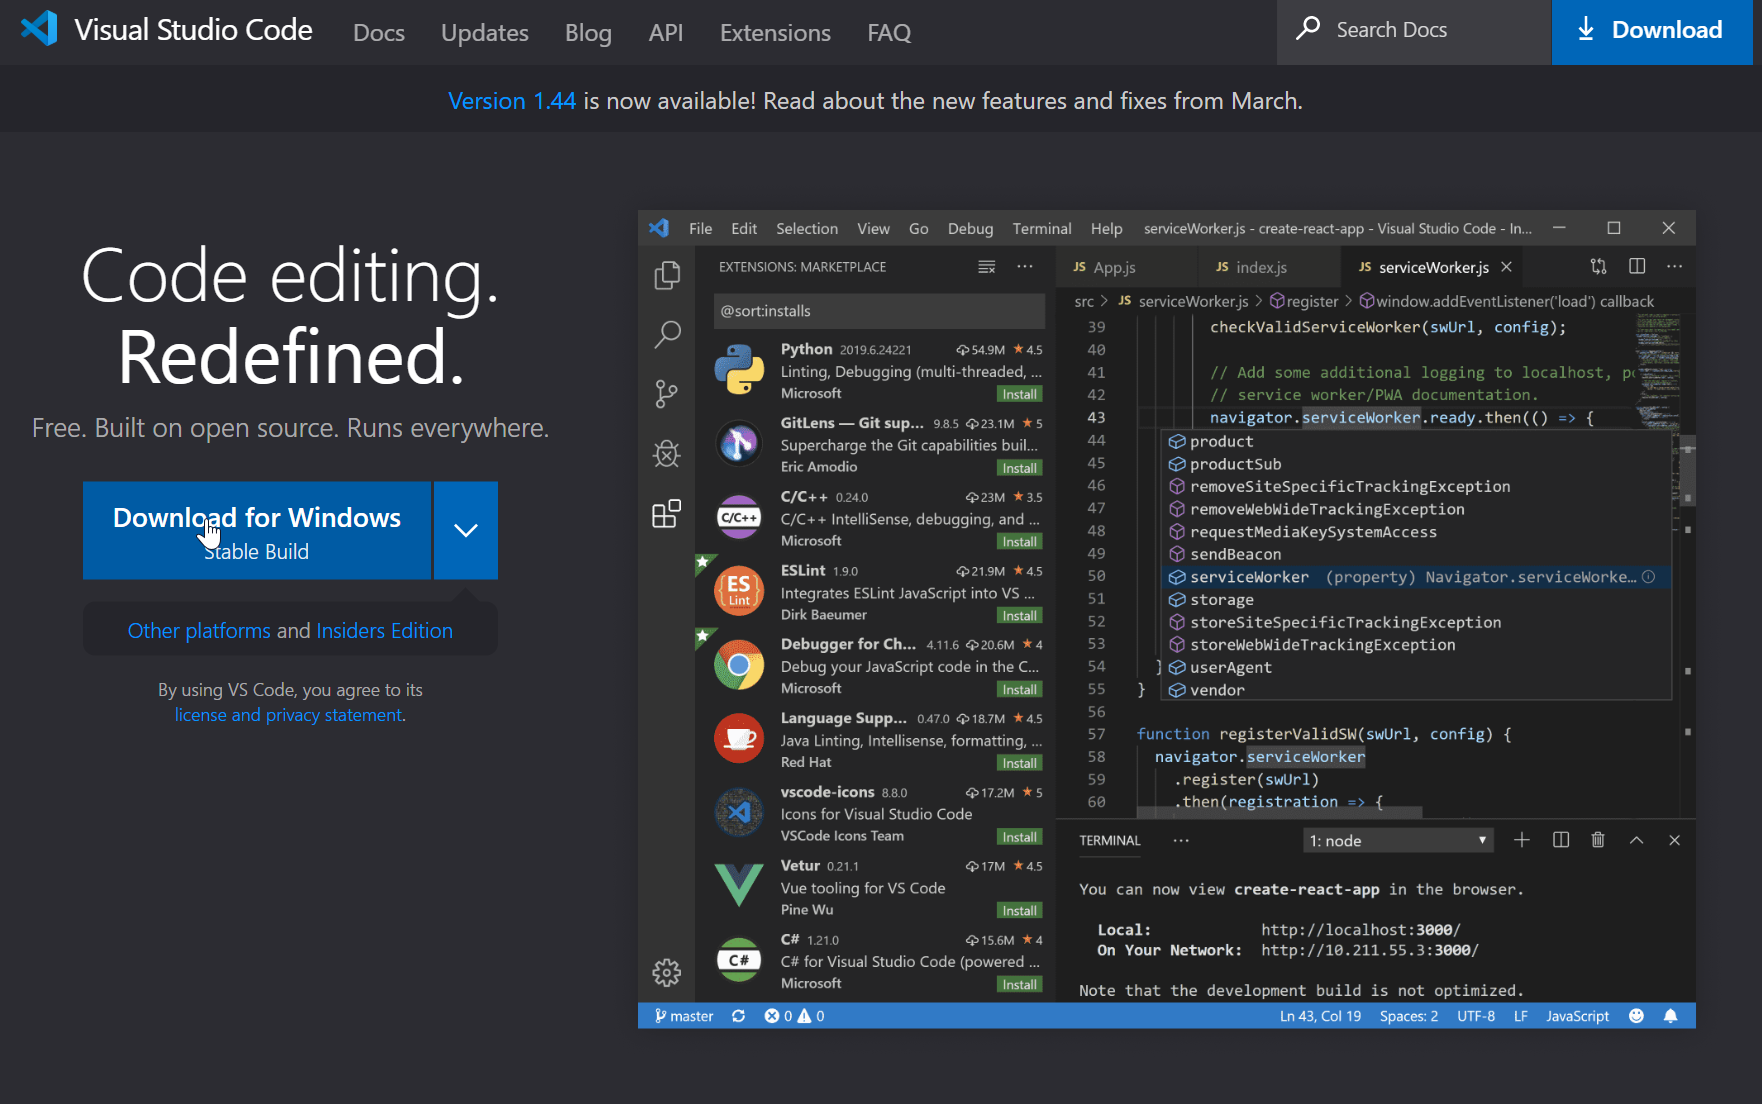 Visual Studio Code
Docs
Updates
Blog
API
Extensions
FAQ
Search Docs
Download
Version 1.44 is now available! Read about the new features and fixes from March.
Code editing.
Redefined.
Free. Built on open source. Runs everywhere.
Download for Windows
Stable Build
Other platforms and Insiders Edition
By using VS Code, you agree to its
license and privacy statement.
File Edit Selection View Go Debug Terminal Help serviceWorker.js - create-react-app - Visual Studio Code - In...
EXTENSIONS: MARKETPLACE
@sort:installs
Python 2019.6.24221 54.9M ★ 4.5
Linting, Debugging (multi-threaded, ...
Microsoft Install
GitLens — Git sup... 9.8.5 23.1M ★ 5
Supercharge the Git capabilities buil...
Eric Amodio Install
C/C++
C/C++ 0.24.0 23M ★ 3.5
C/C++ IntelliSense, debugging, and ...
Microsoft Install
ES
Lint
ESLint 1.9.0 21.9M ★ 4.5
Integrates ESLint JavaScript into VS ...
Dirk Baeumer Install
Debugger for Ch... 4.11.6 20.6M ★ 4
Debug your JavaScript code in the C...
Microsoft Install
Language Supp... 0.47.0 18.7M ★ 4.5
Java Linting, Intellisense, formatting, ...
Red Hat Install
vscode-icons 8.8.0 17.2M ★ 5
Icons for Visual Studio Code
VSCode Icons Team Install
Vetur 0.21.1 17M ★ 4.5
Vue tooling for VS Code
Pine Wu Install
C#
C# 1.21.0 15.6M ★ 4
C# for Visual Studio Code (powered ...
Microsoft Install
JS App.js JS index.js JS serviceWorker.js
src > JS serviceWorker.js > register > window.addEventListener('load') callback
39 checkValidServiceWorker(swUrl, config);
40
41 // Add some additional logging to localhost, po
42 // service worker/PWA documentation.
43 navigator.serviceWorker.ready.then(() => {
44 product
45 productSub
46 removeSiteSpecificTrackingException
47 removeWebWideTrackingException
48 requestMediaKeySystemAccess
49 sendBeacon
50 serviceWorker (property) Navigator.serviceWorke...
51 storage
52 storeSiteSpecificTrackingException
53 storeWebWideTrackingException
54 } userAgent
55 } vendor
56
57 function registerValidSW(swUrl, config) {
58 navigator.serviceWorker
59 .register(swUrl)
60 .then(registration => {
TERMINAL ... 1: node
You can now view create-react-app in the browser.
Local: http://localhost:3000/
On Your Network: http://10.211.55.3:3000/
Note that the development build is not optimized.
master 0 0 Ln 43, Col 19 Spaces: 2 UTF-8 LF JavaScript